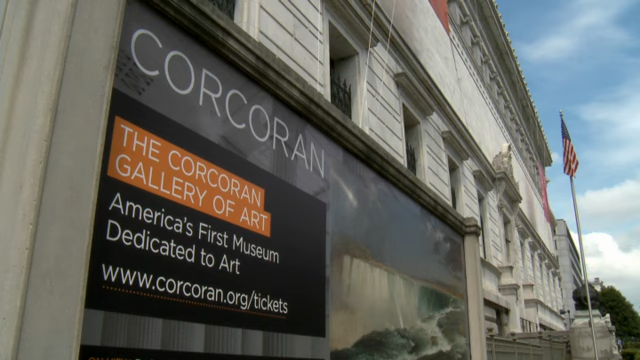 CORCORAN
THE CORCORAN
GALLERY OF ART
America's First Museum
Dedicated to Art
www.corcoran.org/tickets